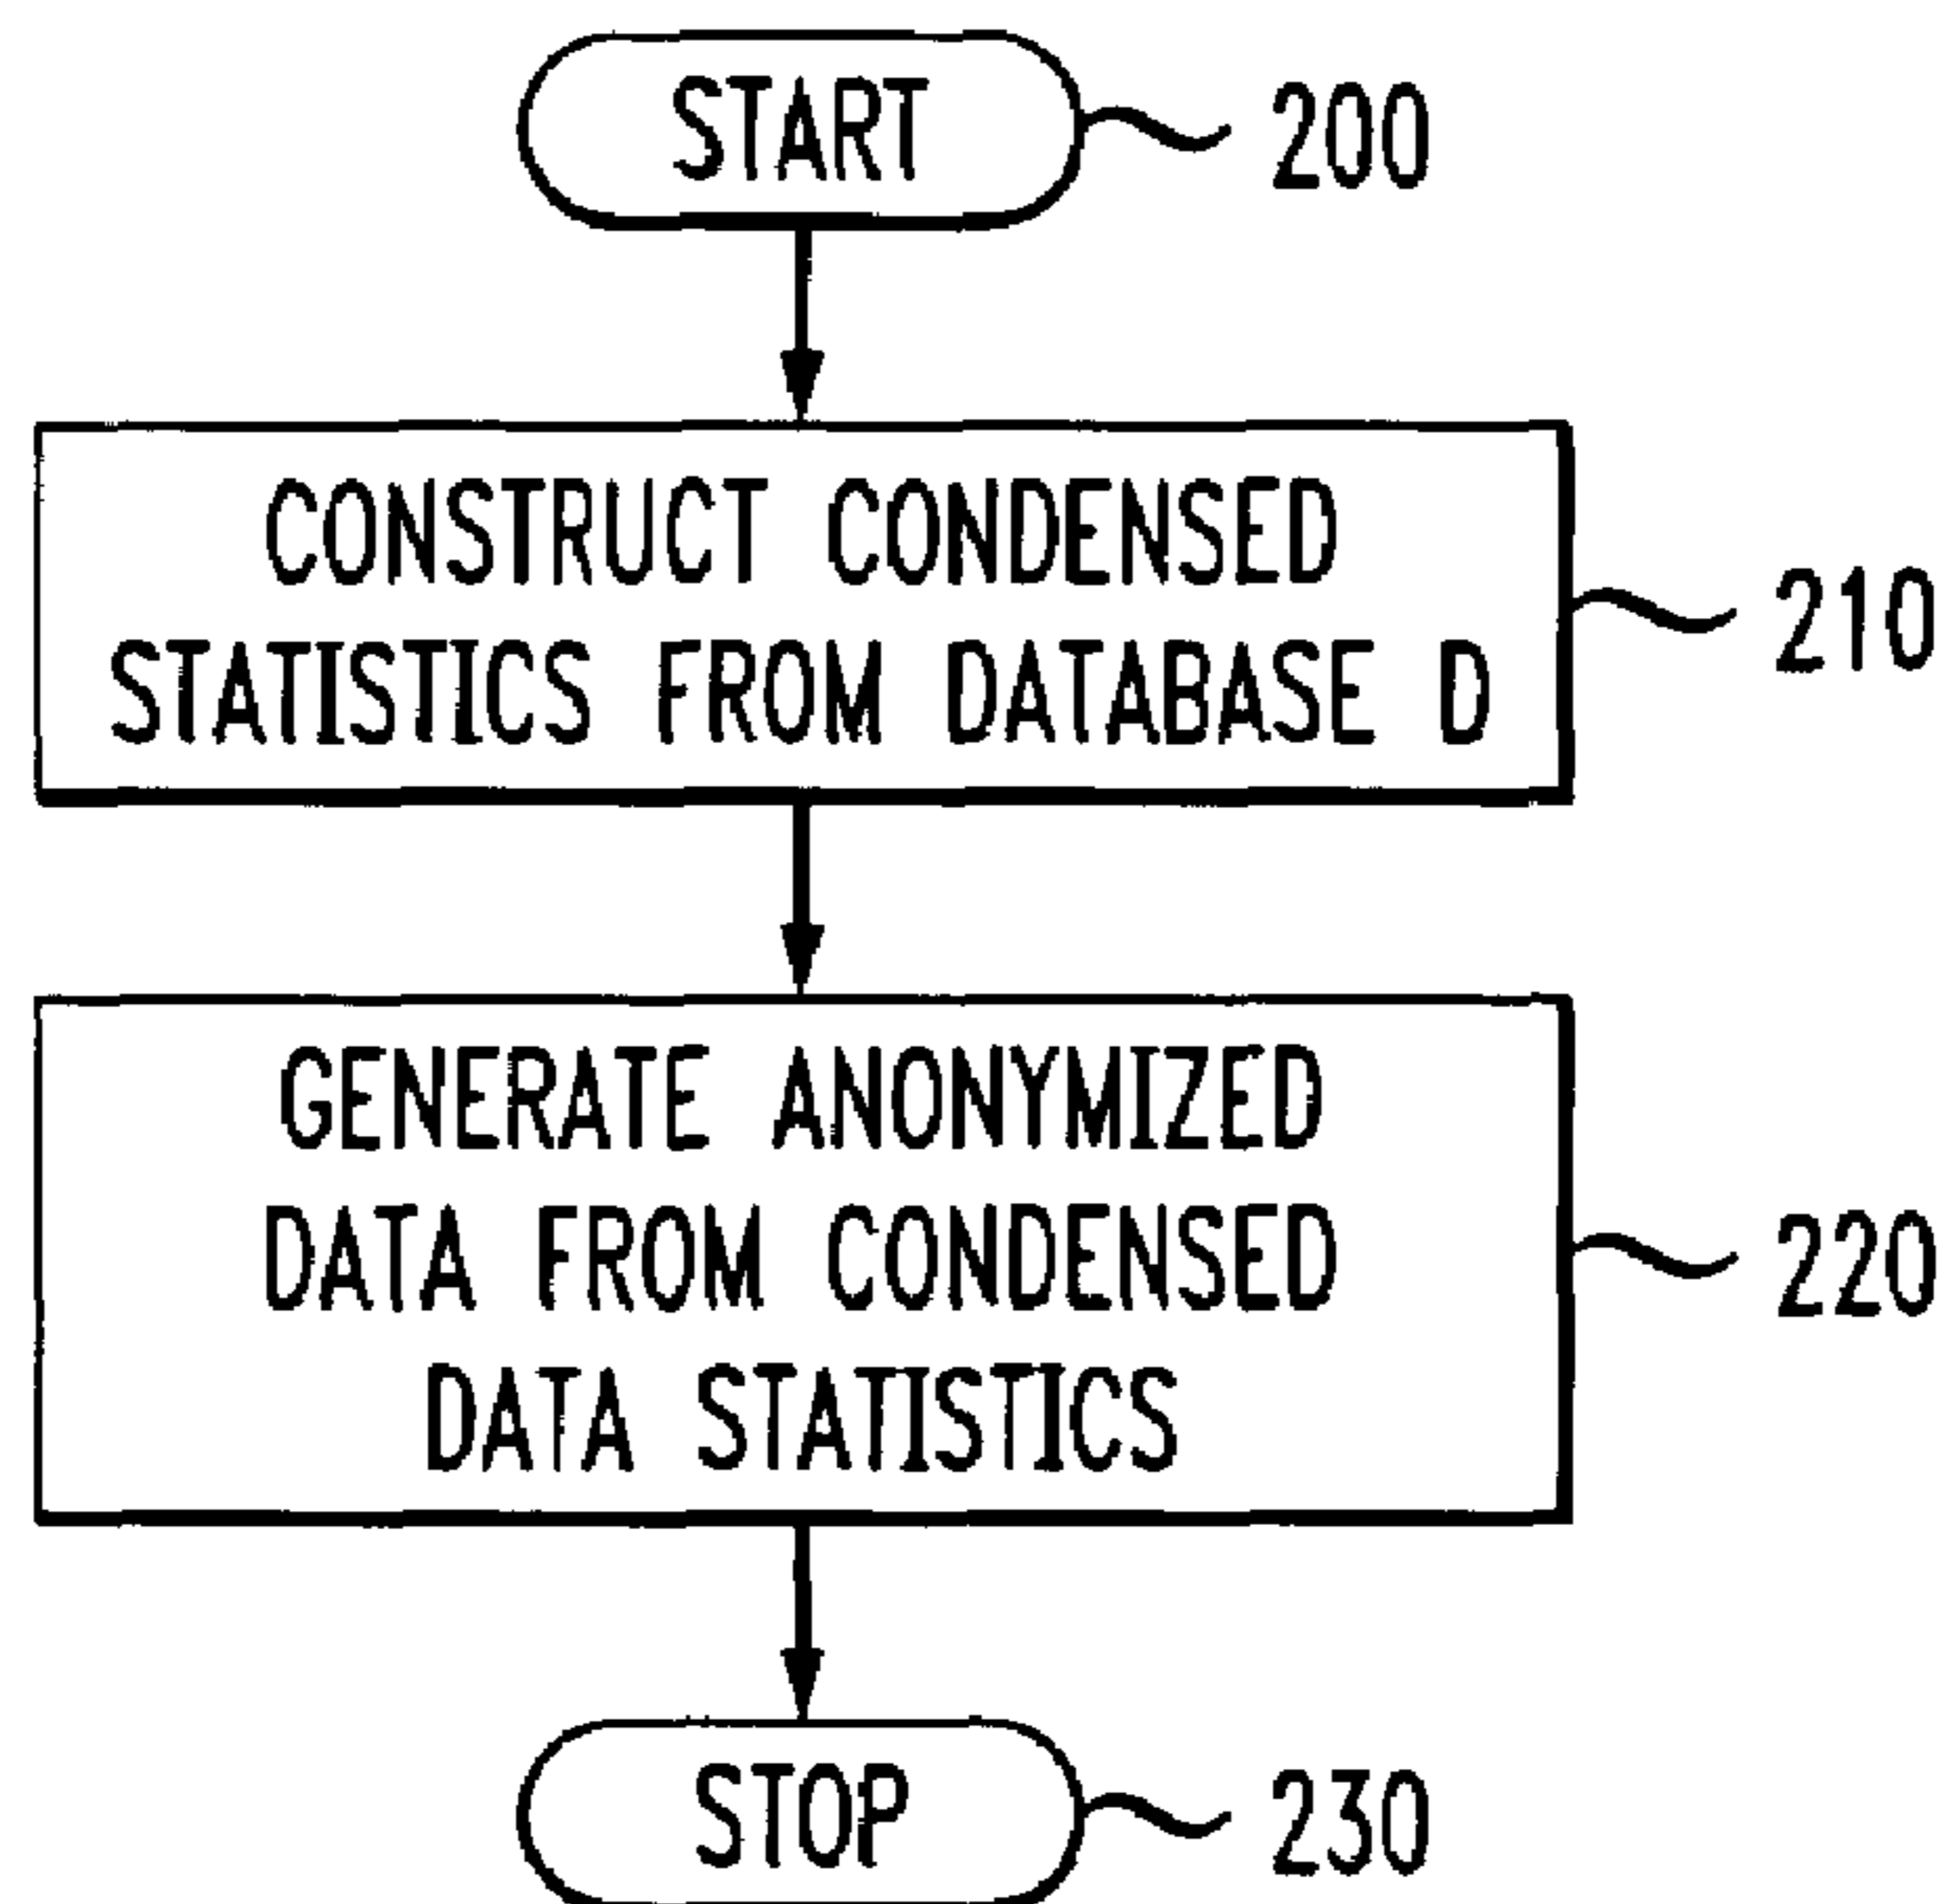 START
200
CONSTRUCT CONDENSED
STATISTICS FROM DATABASE D
210
GENERATE ANONYMIZED
DATA FROM CONDENSED
DATA STATISTICS
220
STOP
230